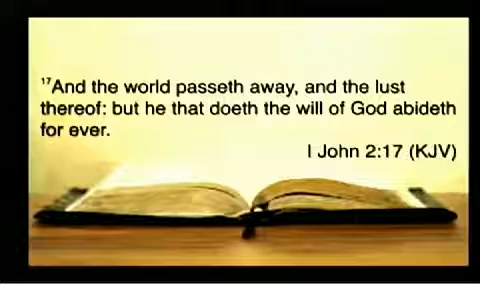 ¹⁷And the world passeth away, and the lust
thereof: but he that doeth the will of God abideth
for ever.
I John 2:17 (KJV)